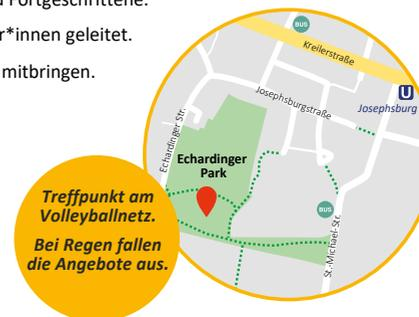 d Fortgeschrittene.
r*innen geleitet.
mitbringen.
BUS
Kreilerstraße
U
Josephsburg
Josephsburgstraße
Echardinger Str.
Echardinger
Park
BUS
St.-Michael-Str.
Treffpunkt am
Volleyballnetz.
Bei Regen fallen
die Angebote aus.